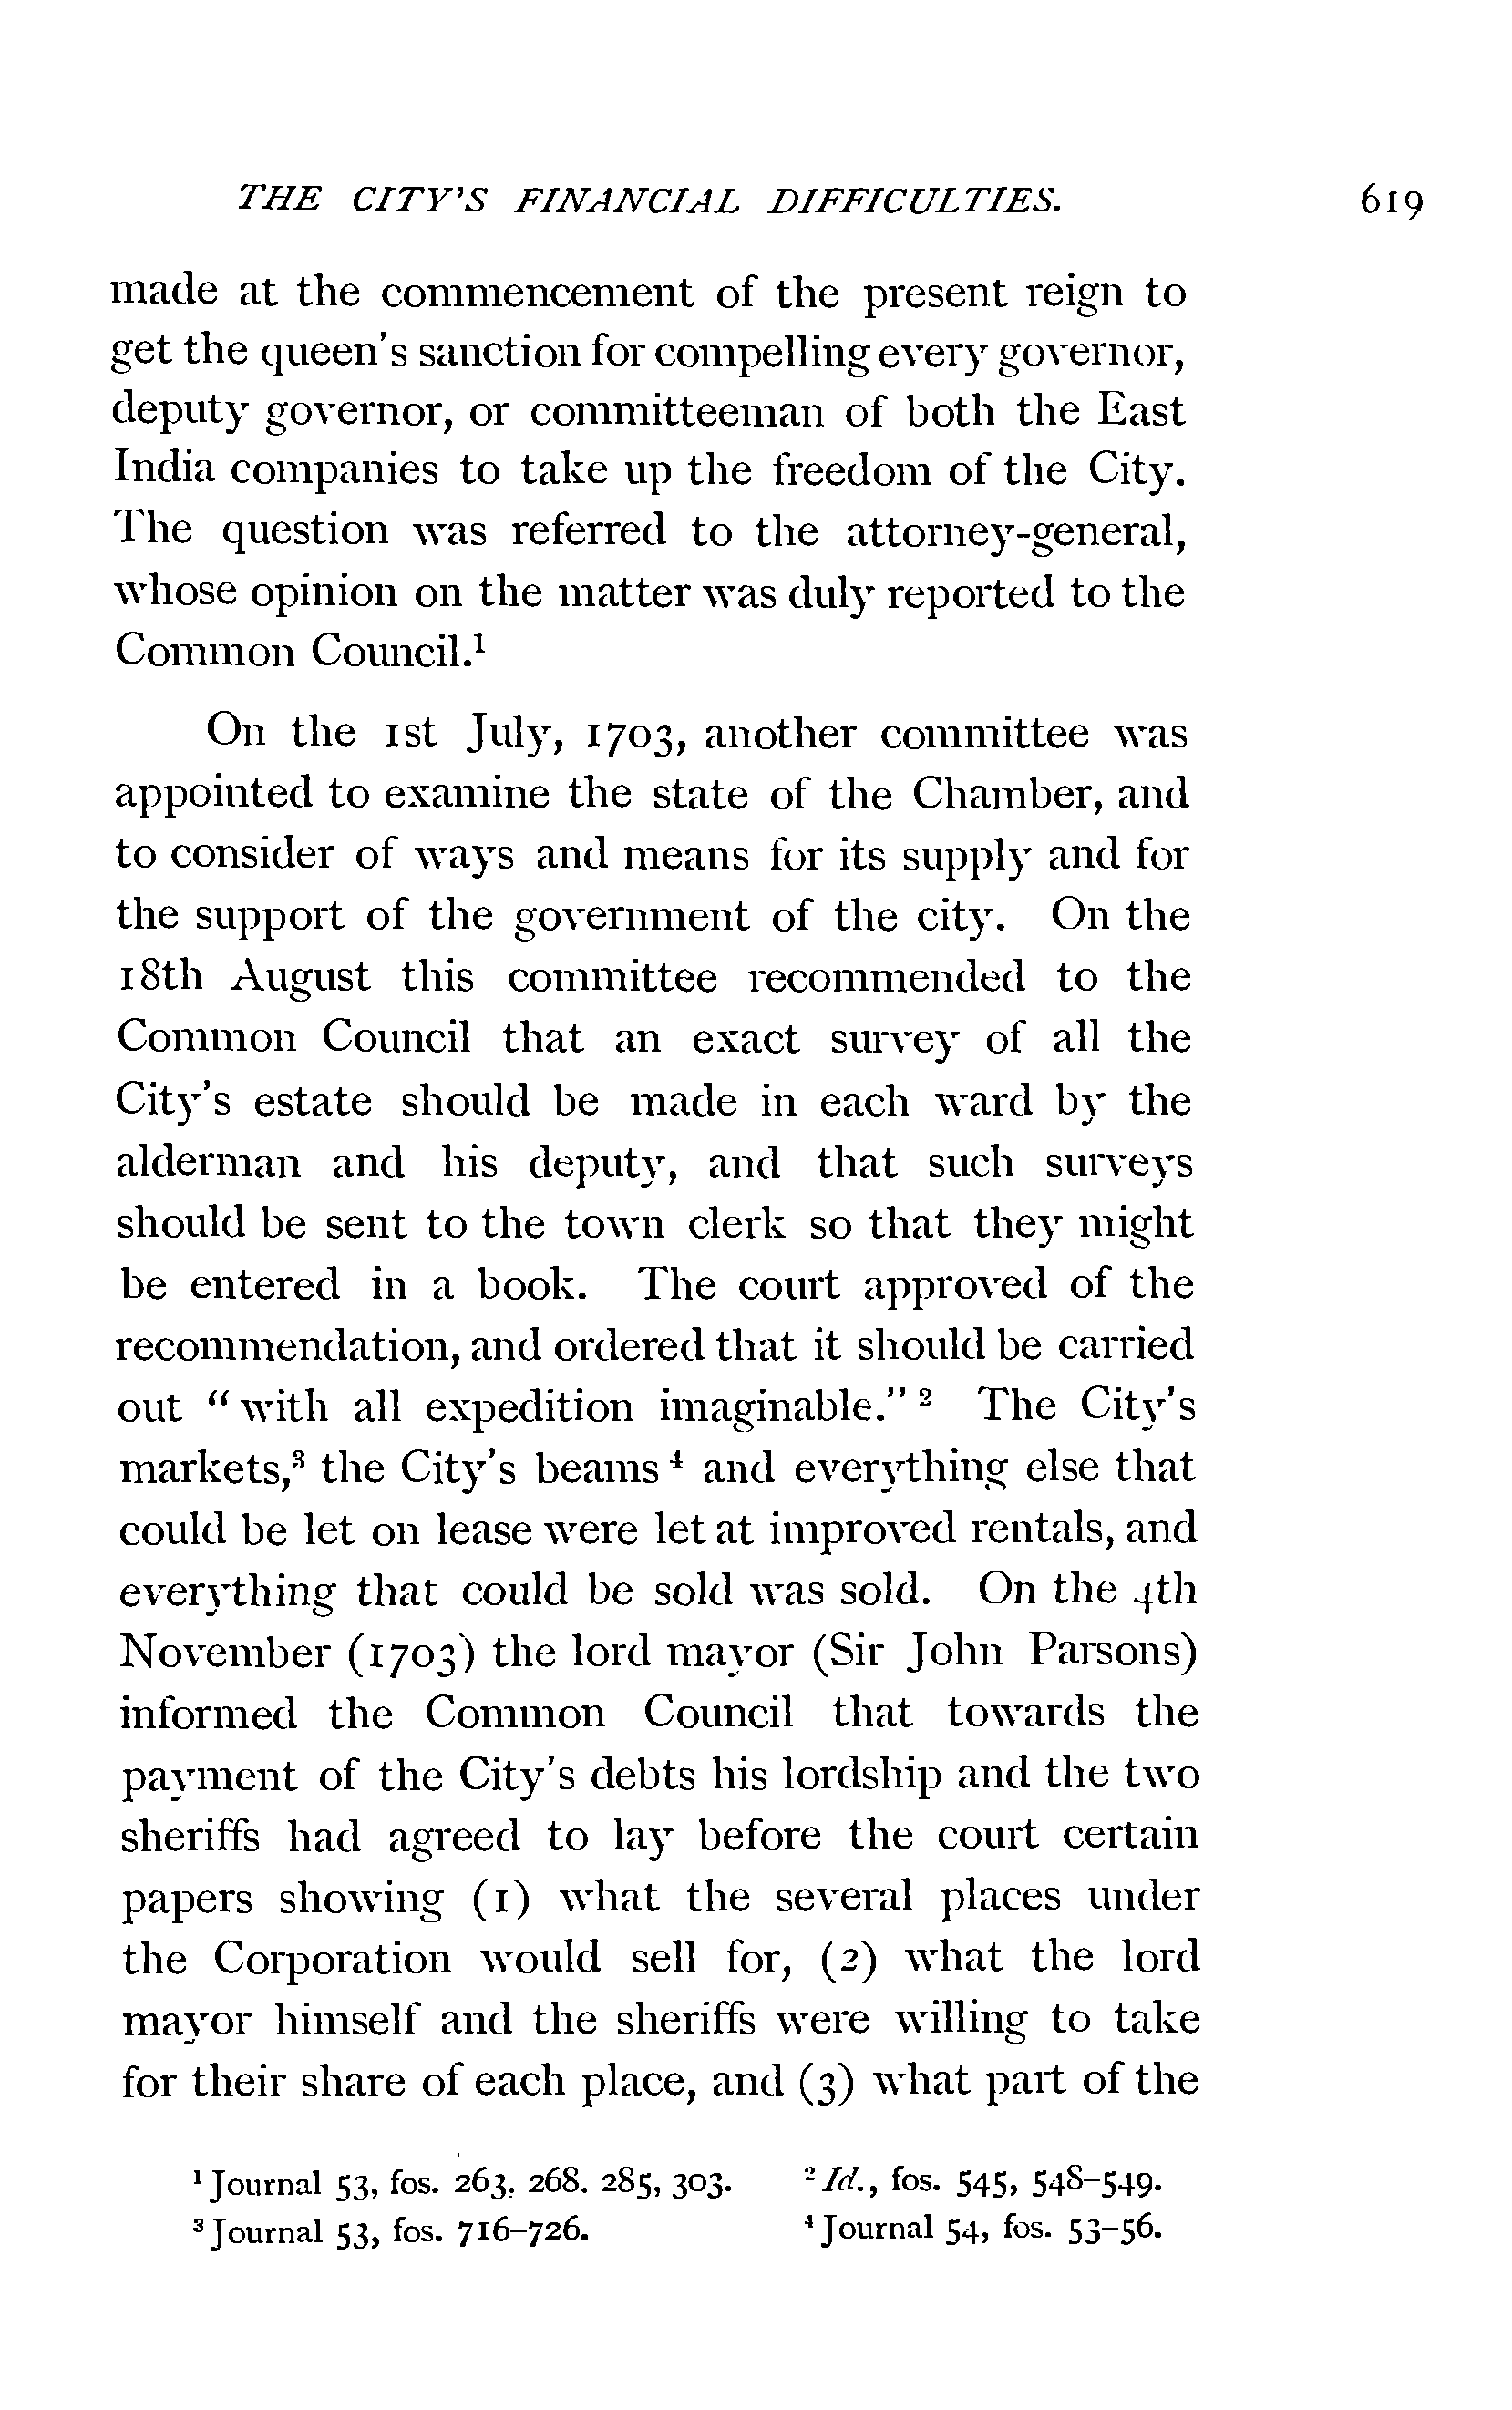 THE CITY'S FINANCIAL DIFFICULTIES. 619
made at the commencement of the present reign to
get the queen's sanction for compelling every governor,
deputy governor, or committeeman of both the East
India companies to take up the freedom of the City.
The question was referred to the attorney-general,
whose opinion on the matter was duly reported to the
Common Council.¹
On the 1st July, 1703, another committee was
appointed to examine the state of the Chamber, and
to consider of ways and means for its supply and for
the support of the government of the city. On the
18th August this committee recommended to the
Common Council that an exact survey of all the
City's estate should be made in each ward by the
alderman and his deputy, and that such surveys
should be sent to the town clerk so that they might
be entered in a book. The court approved of the
recommendation, and ordered that it should be carried
out "with all expedition imaginable." ² The City's
markets,³ the City's beams ⁴ and everything else that
could be let on lease were let at improved rentals, and
everything that could be sold was sold. On the 4th
November (1703) the lord mayor (Sir John Parsons)
informed the Common Council that towards the
payment of the City's debts his lordship and the two
sheriffs had agreed to lay before the court certain
papers showing (1) what the several places under
the Corporation would sell for, (2) what the lord
mayor himself and the sheriffs were willing to take
for their share of each place, and (3) what part of the
¹ Journal 53, fos. 263, 268. 285, 303. ² Id., fos. 545, 548–549.
³ Journal 53, fos. 716–726. ⁴ Journal 54, fos. 53–56.